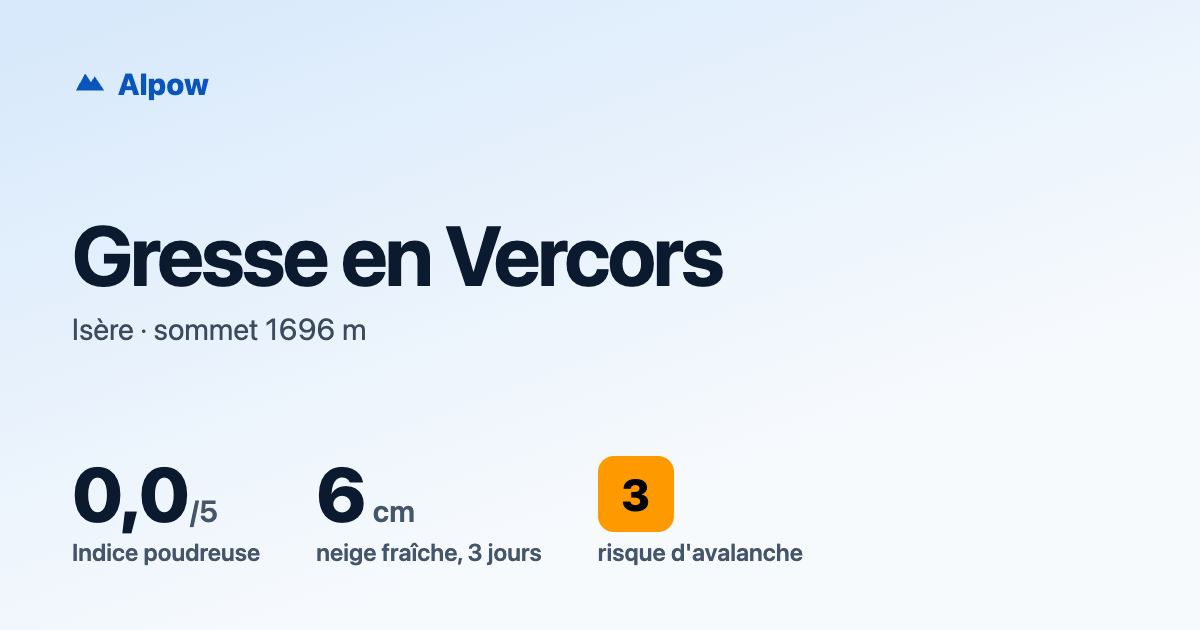 Alpow
Gresse en Vercors
Isère · sommet 1696 m
0,0/5
Indice poudreuse
6 cm
neige fraîche, 3 jours
3
risque d'avalanche